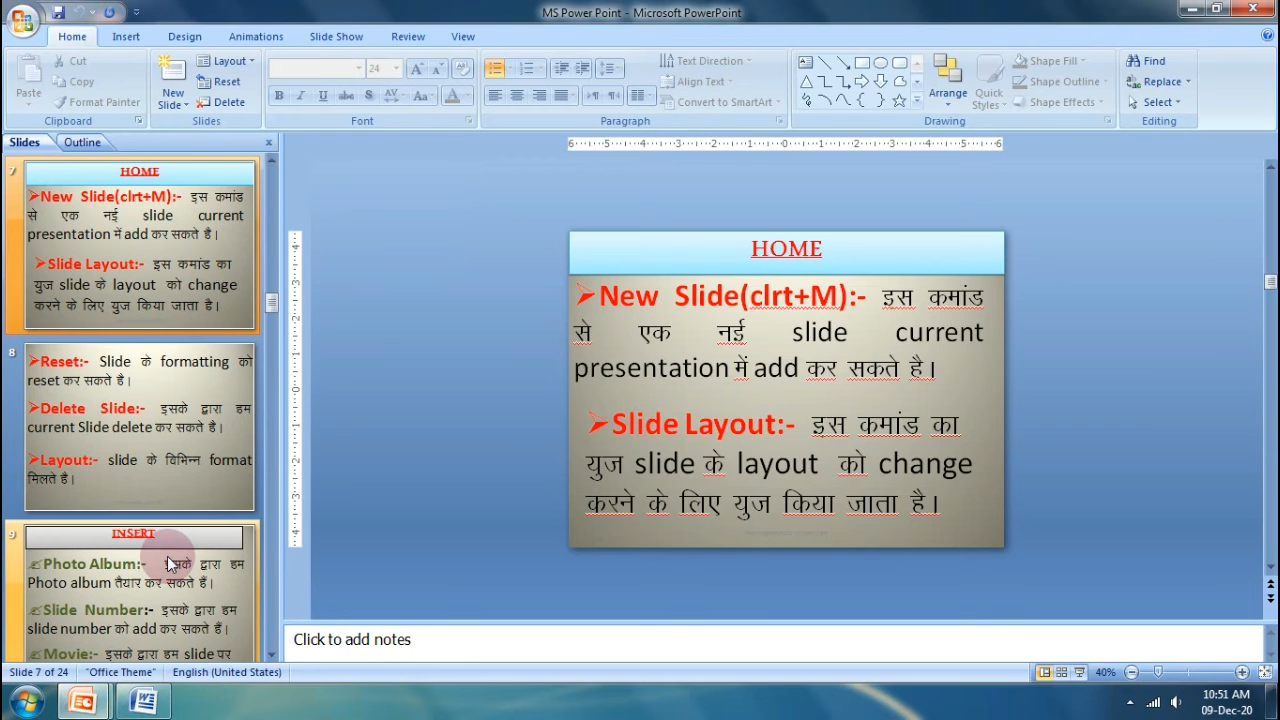 MS Power Point - Microsoft PowerPoint
Home Insert Design Animations Slide Show Review View
Paste
Cut
Copy
Format Painter
Clipboard
New Slide
Layout
Reset
Delete
Slides
24
Font
Text Direction
Align Text
Convert to SmartArt
Paragraph
Arrange
Quick Styles
Shape Fill
Shape Outline
Shape Effects
Drawing
Find
Replace
Select
Editing
Slides Outline
7
HOME
➢New Slide(clrt+M):- इस कमांड
से एक नई slide current
presentation में add कर सकते है।
➢Slide Layout:- इस कमांड का
युज slide के layout को change
करने के लिए युज किया जाता है।
8
➢Reset:- Slide के formatting को
reset कर सकते है।
➢Delete Slide:- इसके द्वारा हम
current Slide delete कर सकते है।
➢Layout:- slide के विभिन्न format
मिलते है।
9
INSERT
Photo Album:- इसके द्वारा हम
Photo album तैयार कर सकते हैं।
Slide Number:- इसके द्वारा हम
slide number को add कर सकते हैं।
Movie:- इसके द्वारा हम slide पर
HOME
➢New Slide(clrt+M):- इस कमांड
से एक नई slide current
presentation में add कर सकते है।
➢Slide Layout:- इस कमांड का
युज slide के layout को change
करने के लिए युज किया जाता है।
Click to add notes
Slide 7 of 24 "Office Theme" English (United States) 40%
10:51 AM
09-Dec-20